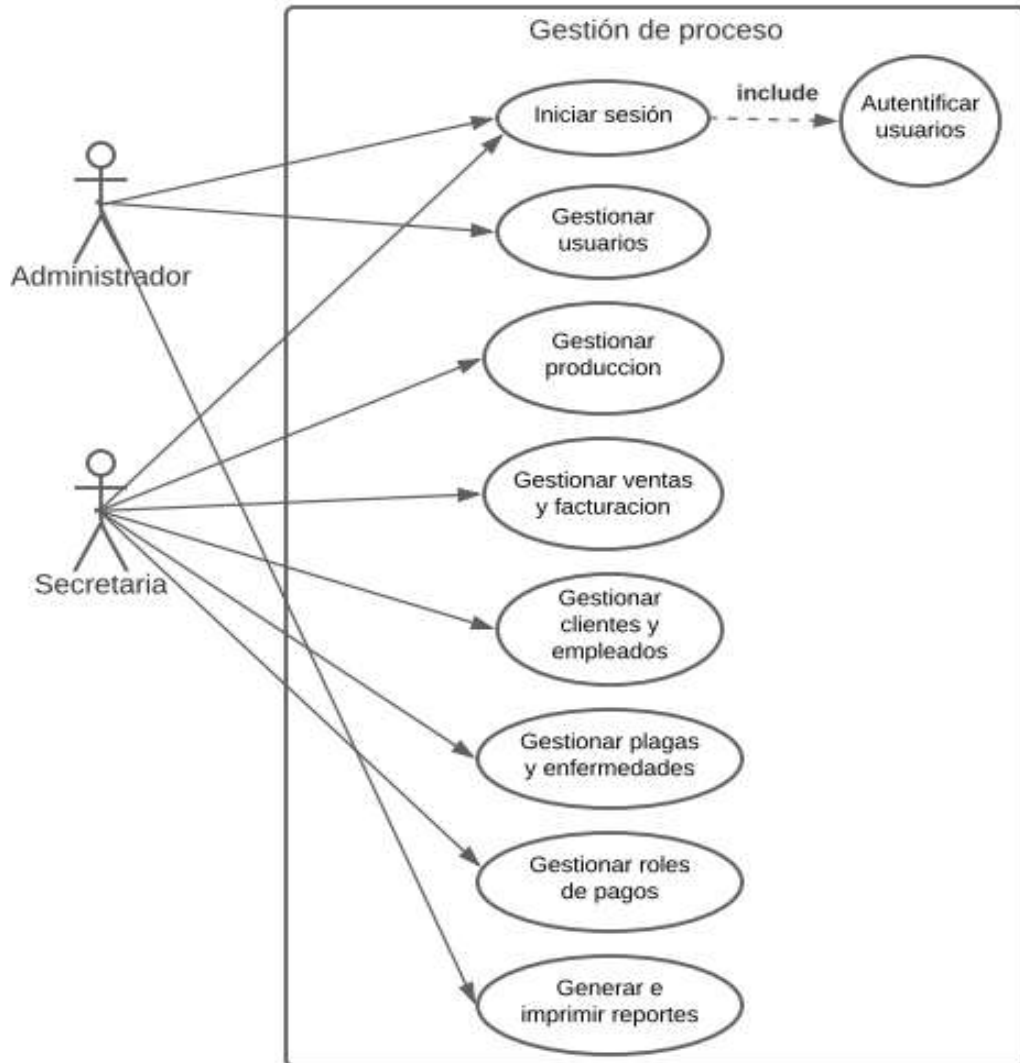 Gestión de proceso
Iniciar sesión
include
Autentificar
usuarios
Administrador
Gestionar
usuarios
Gestionar
produccion
Secretaria
Gestionar ventas
y facturacion
Gestionar
clientes y
empleados
Gestionar plagas
y enfermedades
Gestionar roles
de pagos
Generar e
imprimir reportes